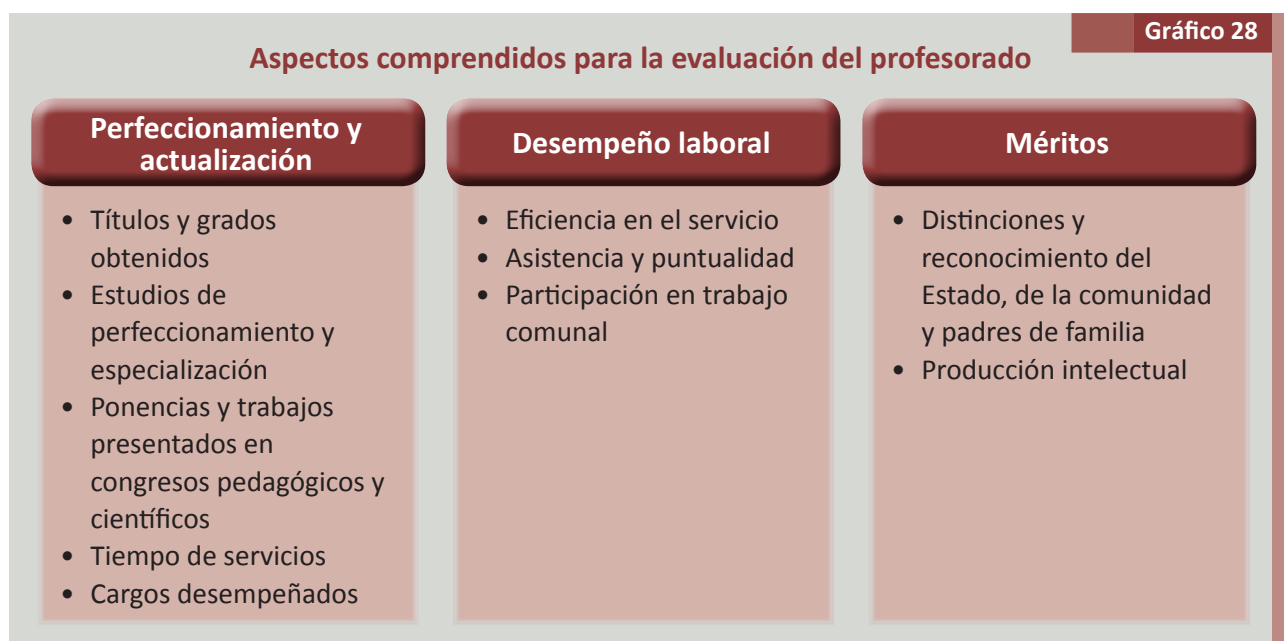 Gráfico 28
Aspectos comprendidos para la evaluación del profesorado
Perfeccionamiento y
actualización
• Títulos y grados
obtenidos
• Estudios de
perfeccionamiento y
especialización
• Ponencias y trabajos
presentados en
congresos pedagógicos y
científicos
• Tiempo de servicios
• Cargos desempeñados
Desempeño laboral
• Eficiencia en el servicio
• Asistencia y puntualidad
• Participación en trabajo
comunal
Méritos
• Distinciones y
reconocimiento del
Estado, de la comunidad
y padres de familia
• Producción intelectual